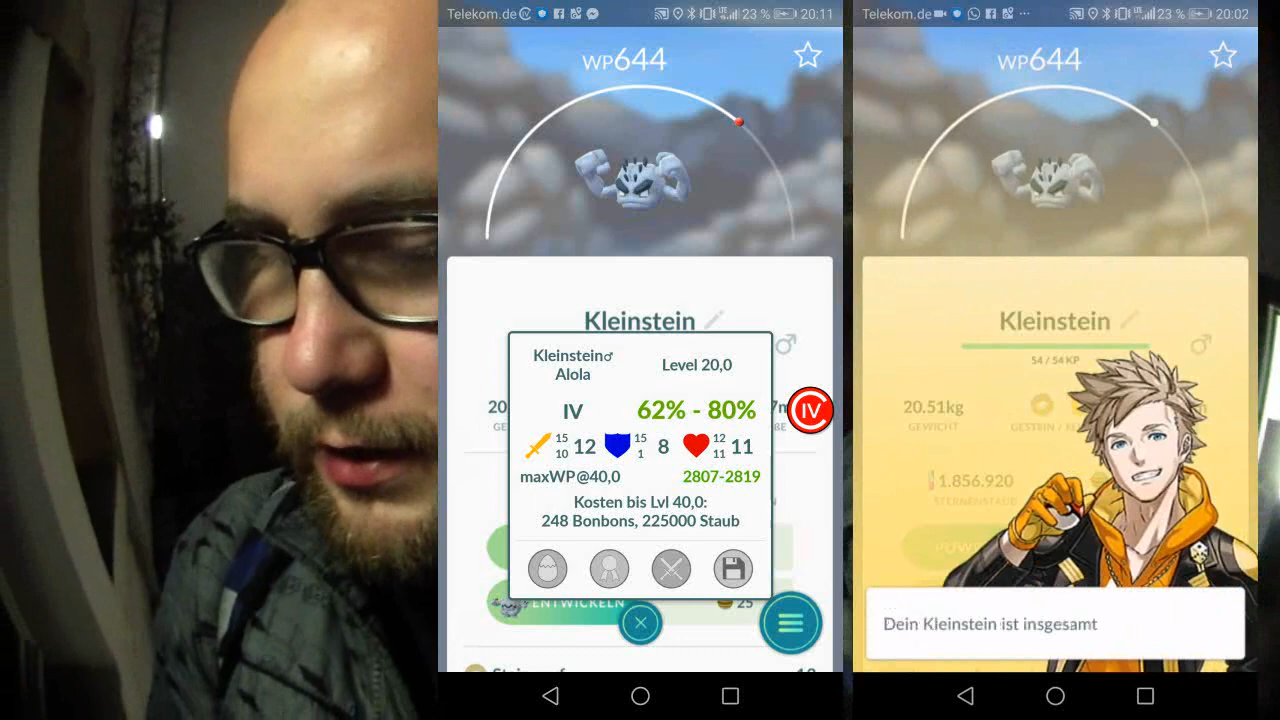 Telekom.de 23 % 20:11
WP644
Kleinstein
Kleinstein♂
Alola
Level 20,0
20
IV 62% - 80%
IV
15
10 12
15
1 8
12
11 11
maxWP@40,0 2807-2819
Kosten bis Lvl 40,0:
248 Bonbons, 225000 Staub
ENTWICKELN 25
Telekom.de 23 % 20:02
WP644
Kleinstein
54 / 54 KP
20.51kg
GEWICHT
1.856.920
STERNENSTAUB
Dein Kleinstein ist insgesamt